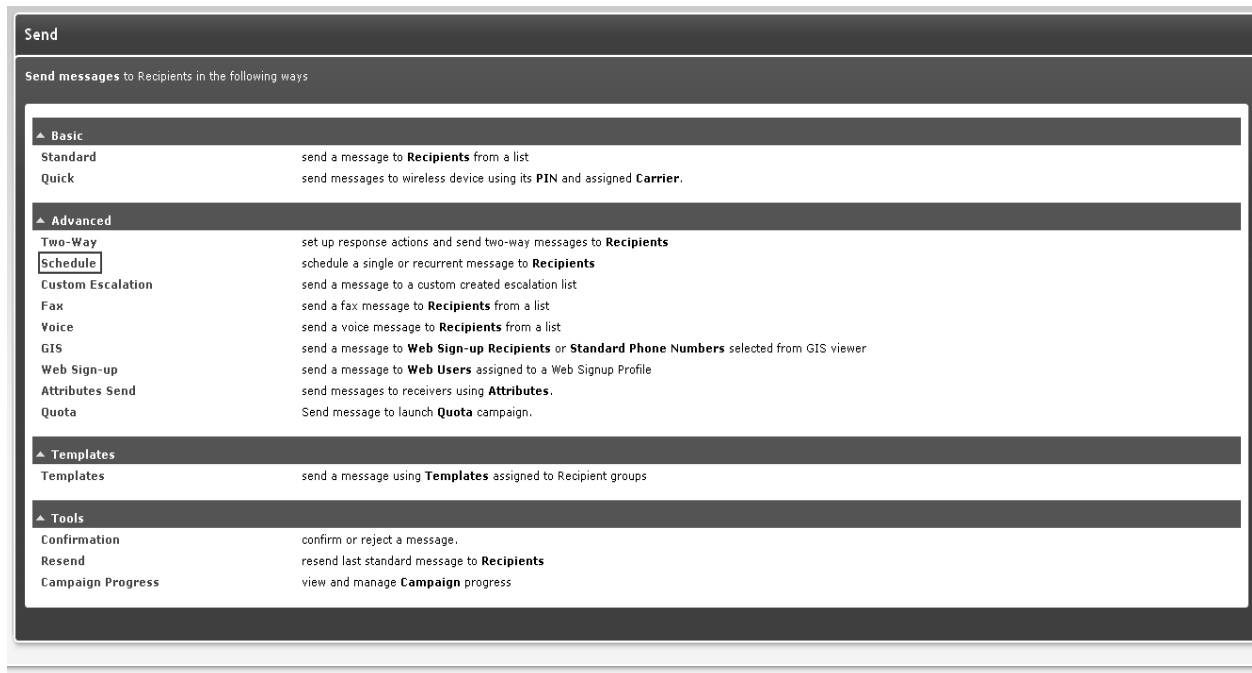 Send
Send messages to Recipients in the following ways
Basic
Standard send a message to Recipients from a list
Quick send messages to wireless device using its PIN and assigned Carrier.
Advanced
Two-Way set up response actions and send two-way messages to Recipients
Schedule schedule a single or recurrent message to Recipients
Custom Escalation send a message to a custom created escalation list
Fax send a fax message to Recipients from a list
Voice send a voice message to Recipients from a list
GIS send a message to Web Sign-up Recipients or Standard Phone Numbers selected from GIS viewer
Web Sign-up send a message to Web Users assigned to a Web Signup Profile
Attributes Send send messages to receivers using Attributes.
Quota Send message to launch Quota campaign.
Templates
Templates send a message using Templates assigned to Recipient groups
Tools
Confirmation confirm or reject a message.
Resend resend last standard message to Recipients
Campaign Progress view and manage Campaign progress